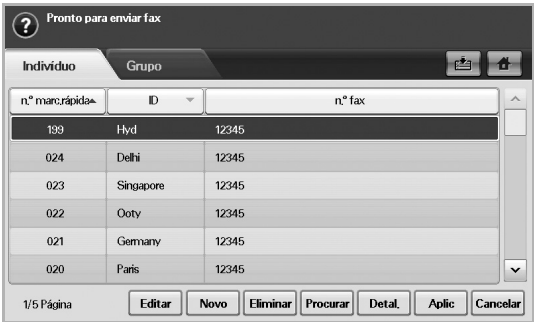 Pronto para enviar fax
Indivíduo Grupo
n.º marc.rápida ID n.º fax
199 Hyd 12345
024 Delhi 12345
023 Singapore 12345
022 Ooty 12345
021 Germany 12345
020 Paris 12345
1/5 Página Editar Novo Eliminar Procurar Detal. Aplic Cancelar